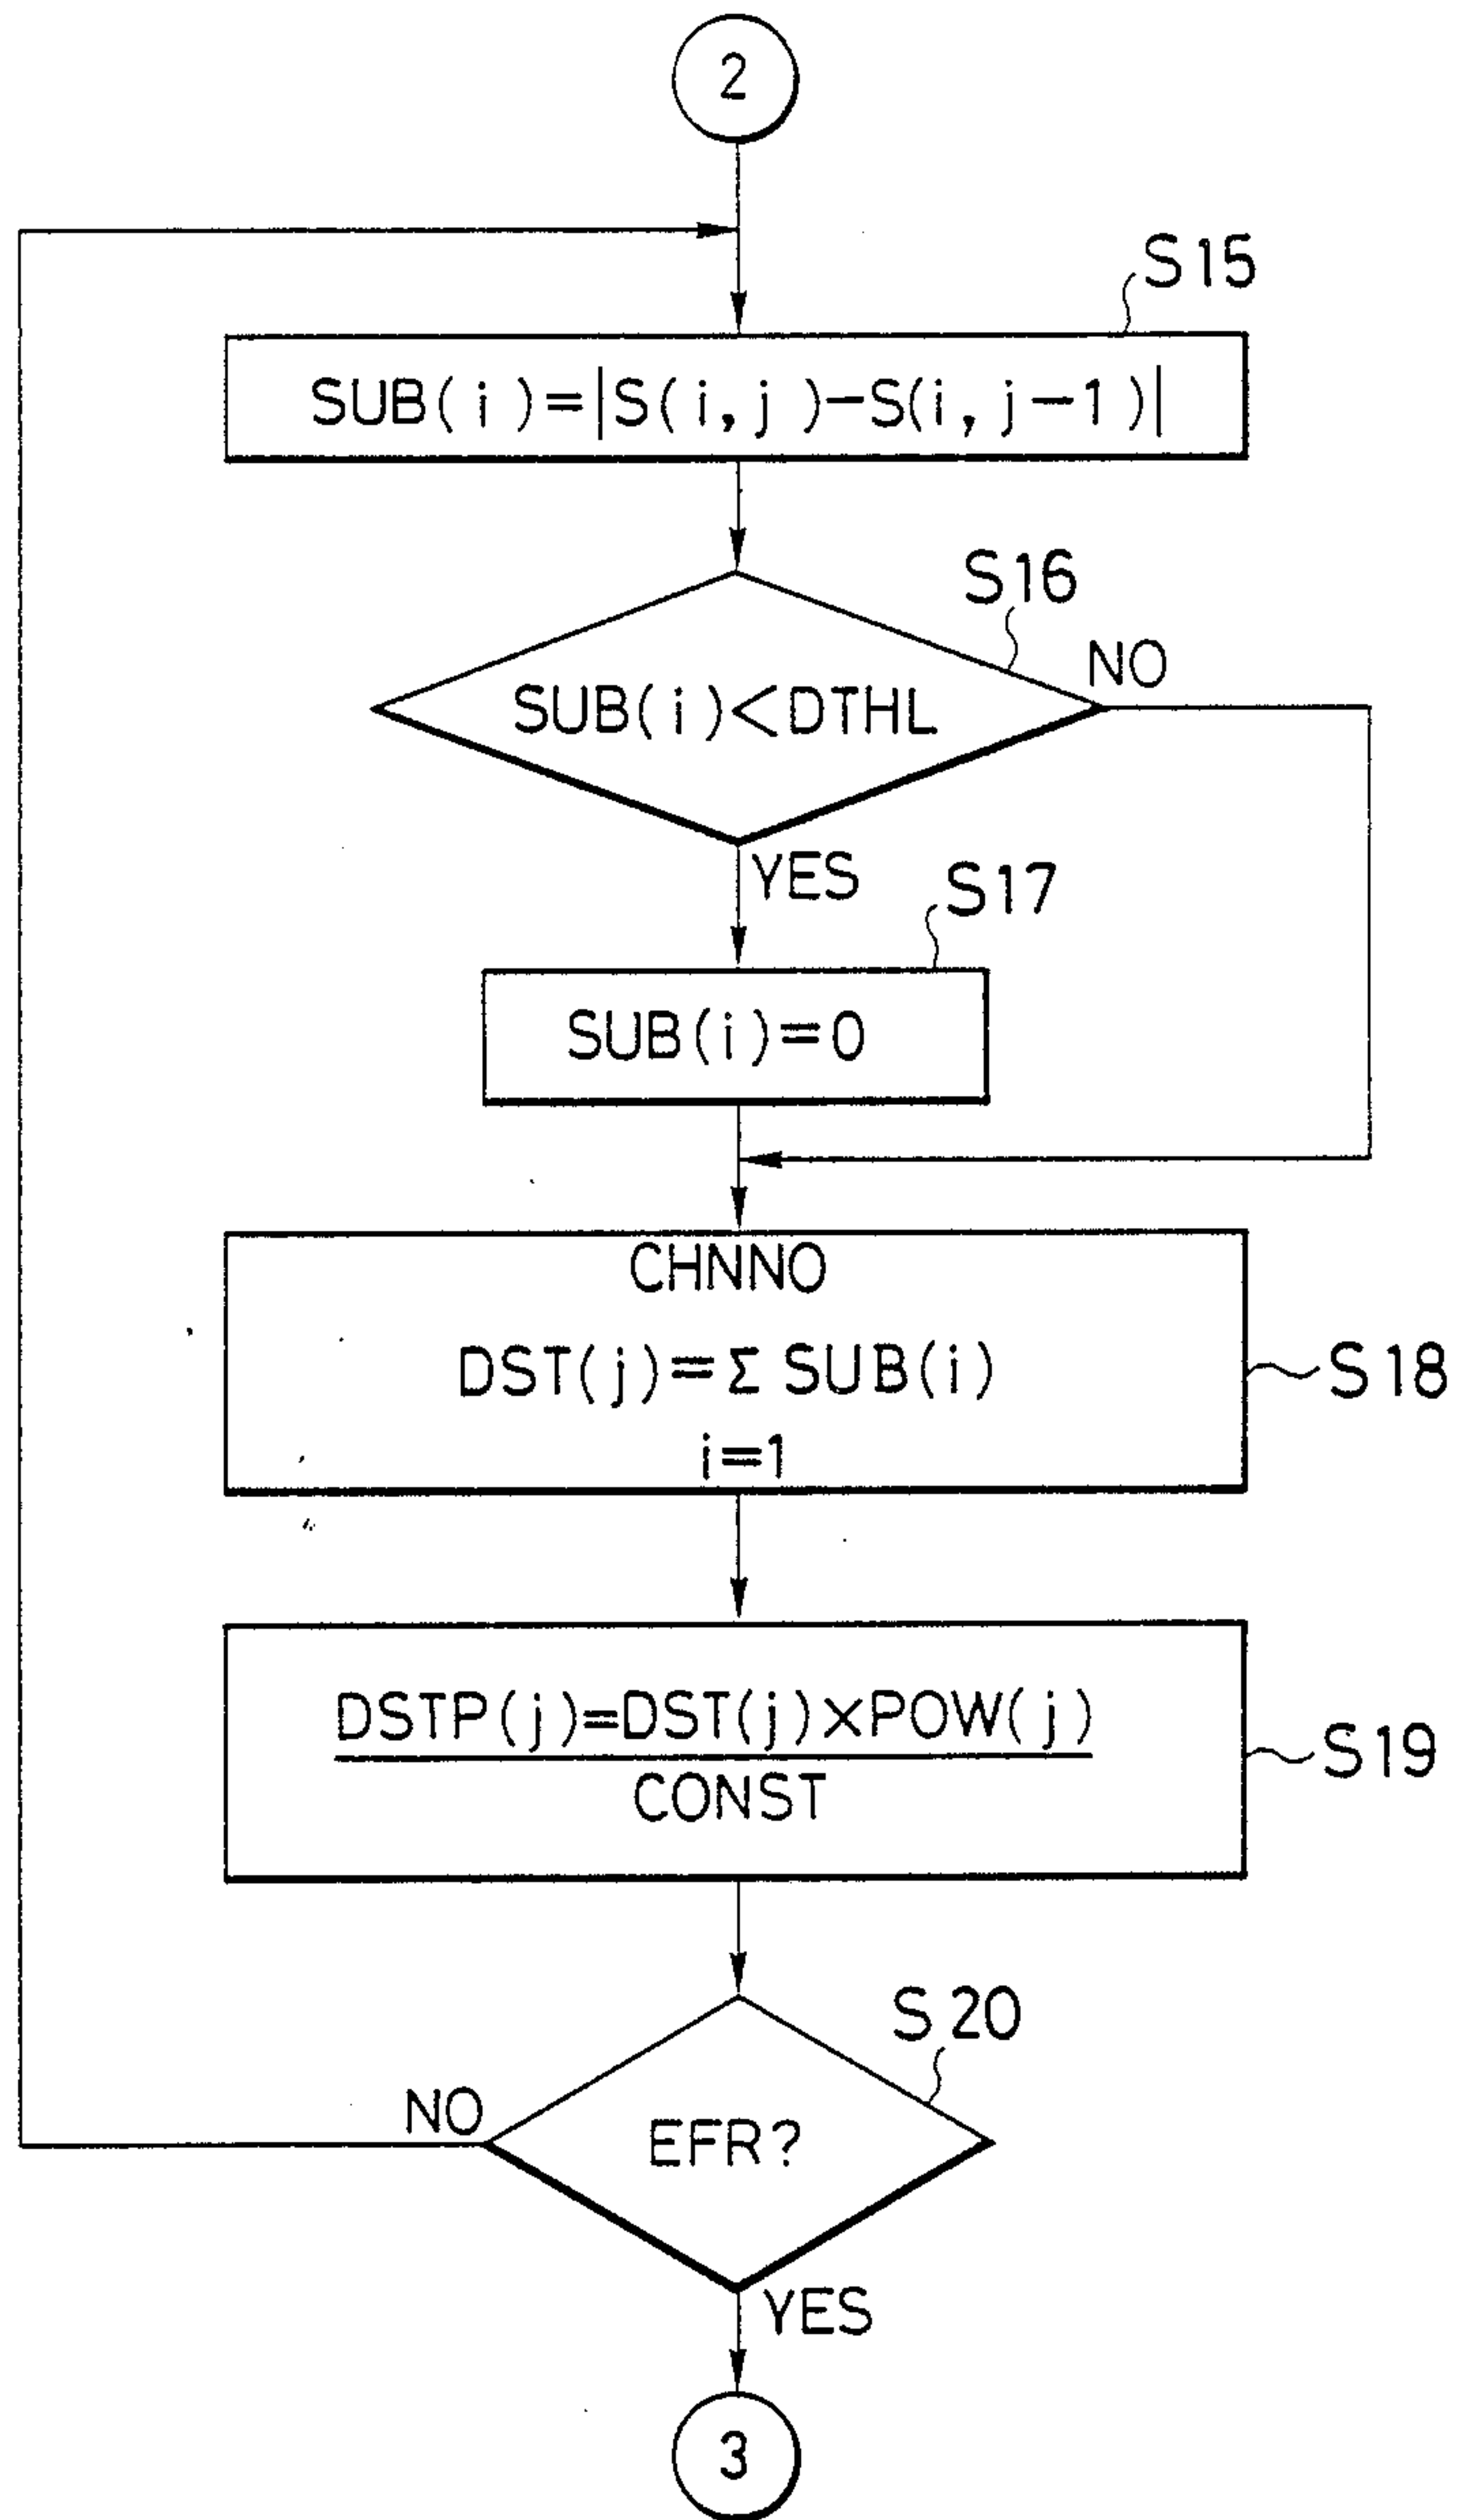 2
S15
SUB(i)=|S(i,j)-S(i,j-1)|
S16
NO
SUB(i)<DTHL
YES
S17
SUB(i)=0
CHNNO
DST(j)=Σ SUB(i)
i=1
S18
DSTP(j)=DST(j)×POW(j)
CONST
S19
S20
NO
EFR?
YES
3